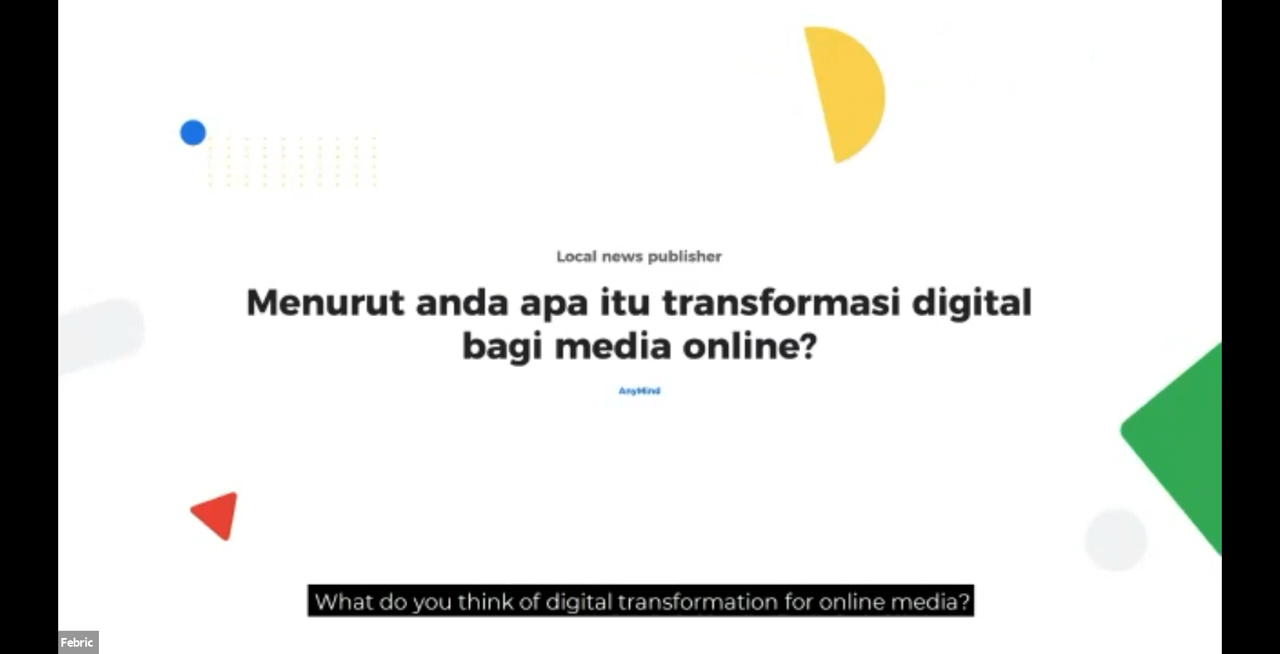 Local news publisher
Menurut anda apa itu transformasi digital
bagi media online?
AnyMind
What do you think of digital transformation for online media?
Febric